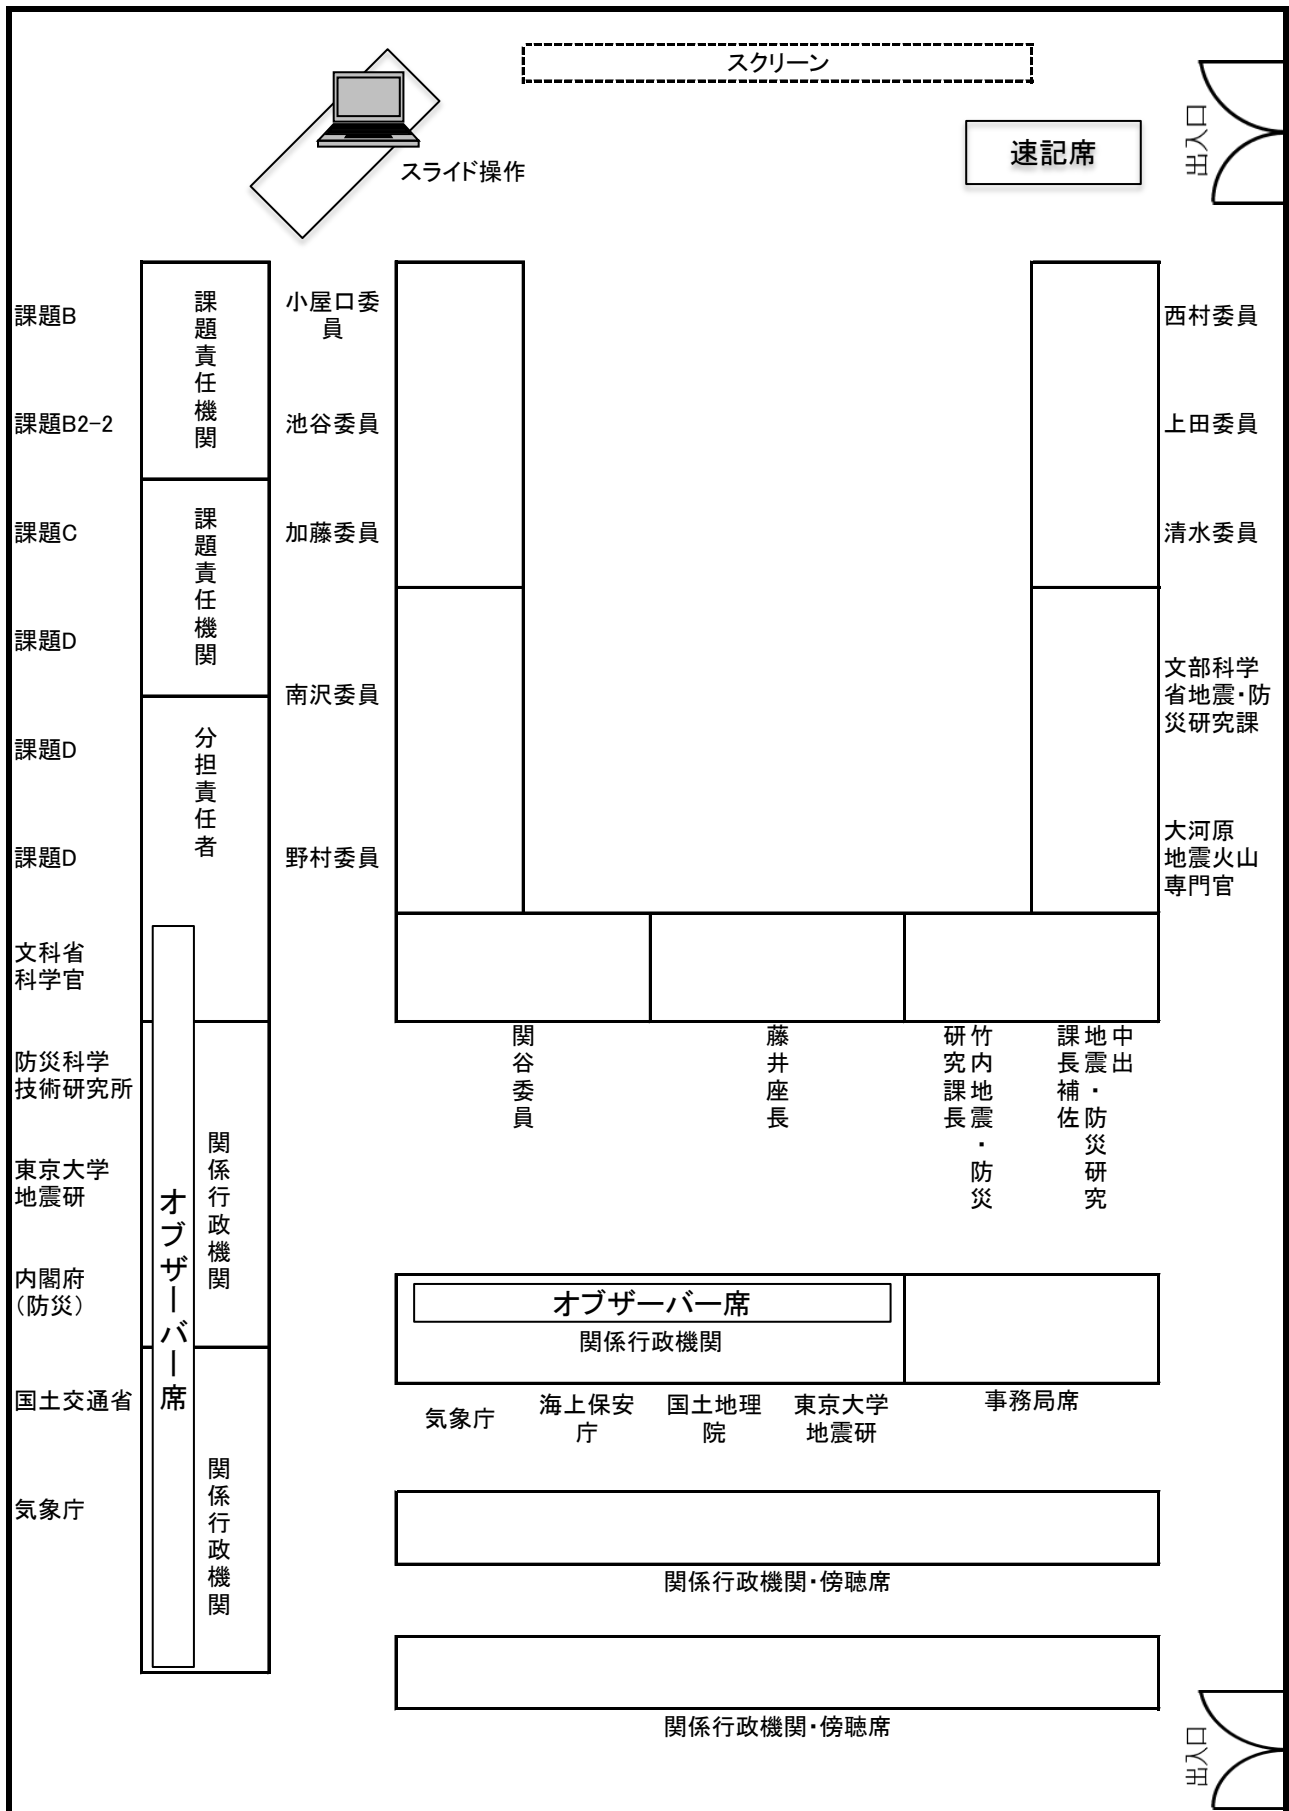 スクリーン
出入口
速記席
スライド操作
課題B
課題B2-2
課題C
課題D
課題D
課題D
文科省
科学官
防災科学
技術研究所
東京大学
地震研
内閣府
（防災）
国土交通省
気象庁
課題責任機関
課題責任機関
分担責任者
関係行政機関
関係行政機関
オブザーバー席
小屋口委
員
池谷委員
加藤委員
南沢委員
野村委員
西村委員
上田委員
清水委員
文部科学
省地震・防
災研究課
大河原
地震火山
専門官
関谷委員
藤井座長
竹内地震・防災
研究課長
中出
地震・防災研究
課長補佐
オブザーバー席
関係行政機関
気象庁
海上保安
庁
国土地理
院
東京大学
地震研
事務局席
関係行政機関・傍聴席
関係行政機関・傍聴席
出入口